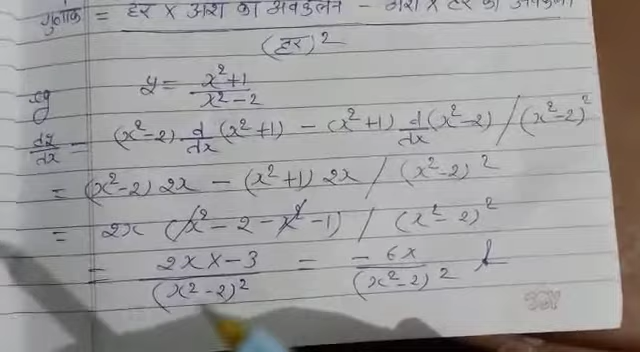 गुणांक = हर × अंश का अवकलन - अंश × हर का अवकलन
(हर)²
eg y = x²+1 / x²-2
dy/dx = (x²-2) d/dx (x²+1) - (x²+1) d/dx (x²-2) / (x²-2)²
= (x²-2) 2x - (x²+1) 2x / (x²-2)²
= 2x (x²-2-x²-1) / (x²-2)²
= 2x × -3 / (x²-2)² = -6x / (x²-2)²